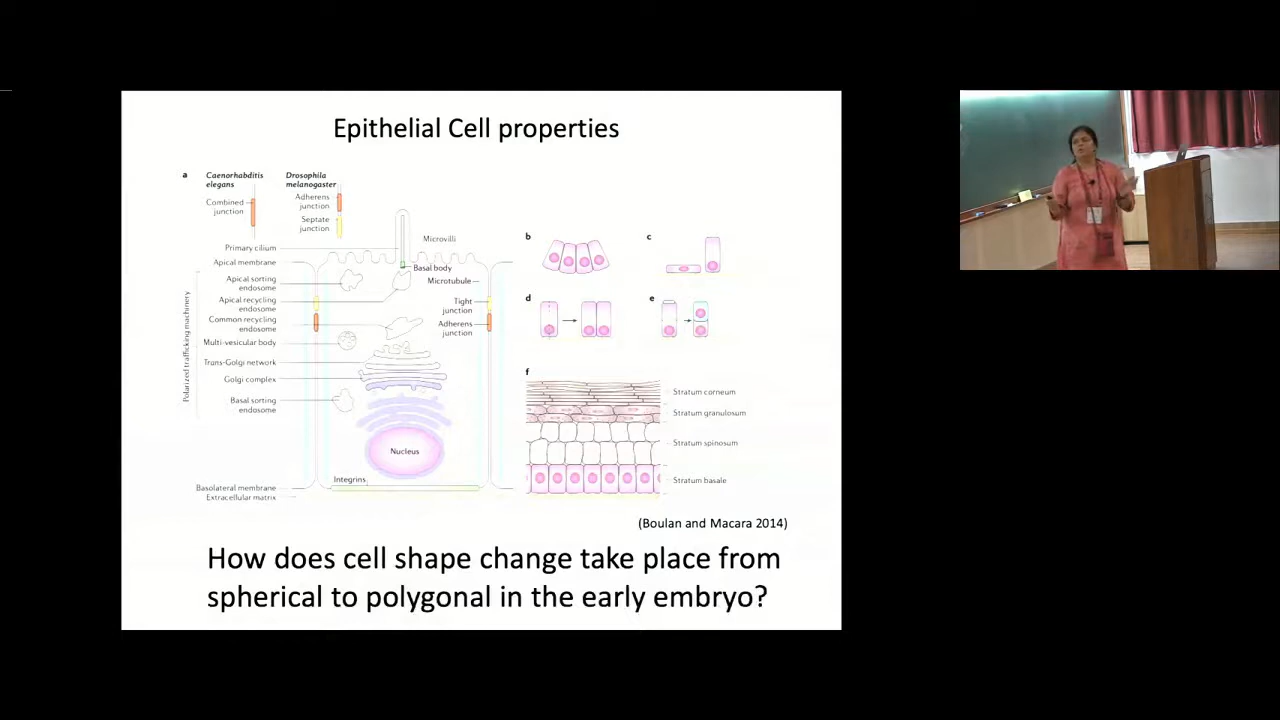 Epithelial Cell properties
a
Caenorhabditis
elegans
Drosophila
melanogaster
Combined
junction
Adherens
junction
Septate
junction
Primary cilium
Microvilli
Apical membrane
Basal body
Apical sorting
endosome
Microtubule
Apical recycling
endosome
Tight
junction
Common recycling
endosome
Adherens
junction
Multi-vesicular body
Trans-Golgi network
Golgi complex
Basal sorting
endosome
Polarized trafficking machinery
Nucleus
Integrins
Basolateral membrane
Extracellular matrix
b
c
d
e
f
Stratum corneum
Stratum granulosum
Stratum spinosum
Stratum basale
(Boulan and Macara 2014)
How does cell shape change take place from
spherical to polygonal in the early embryo?